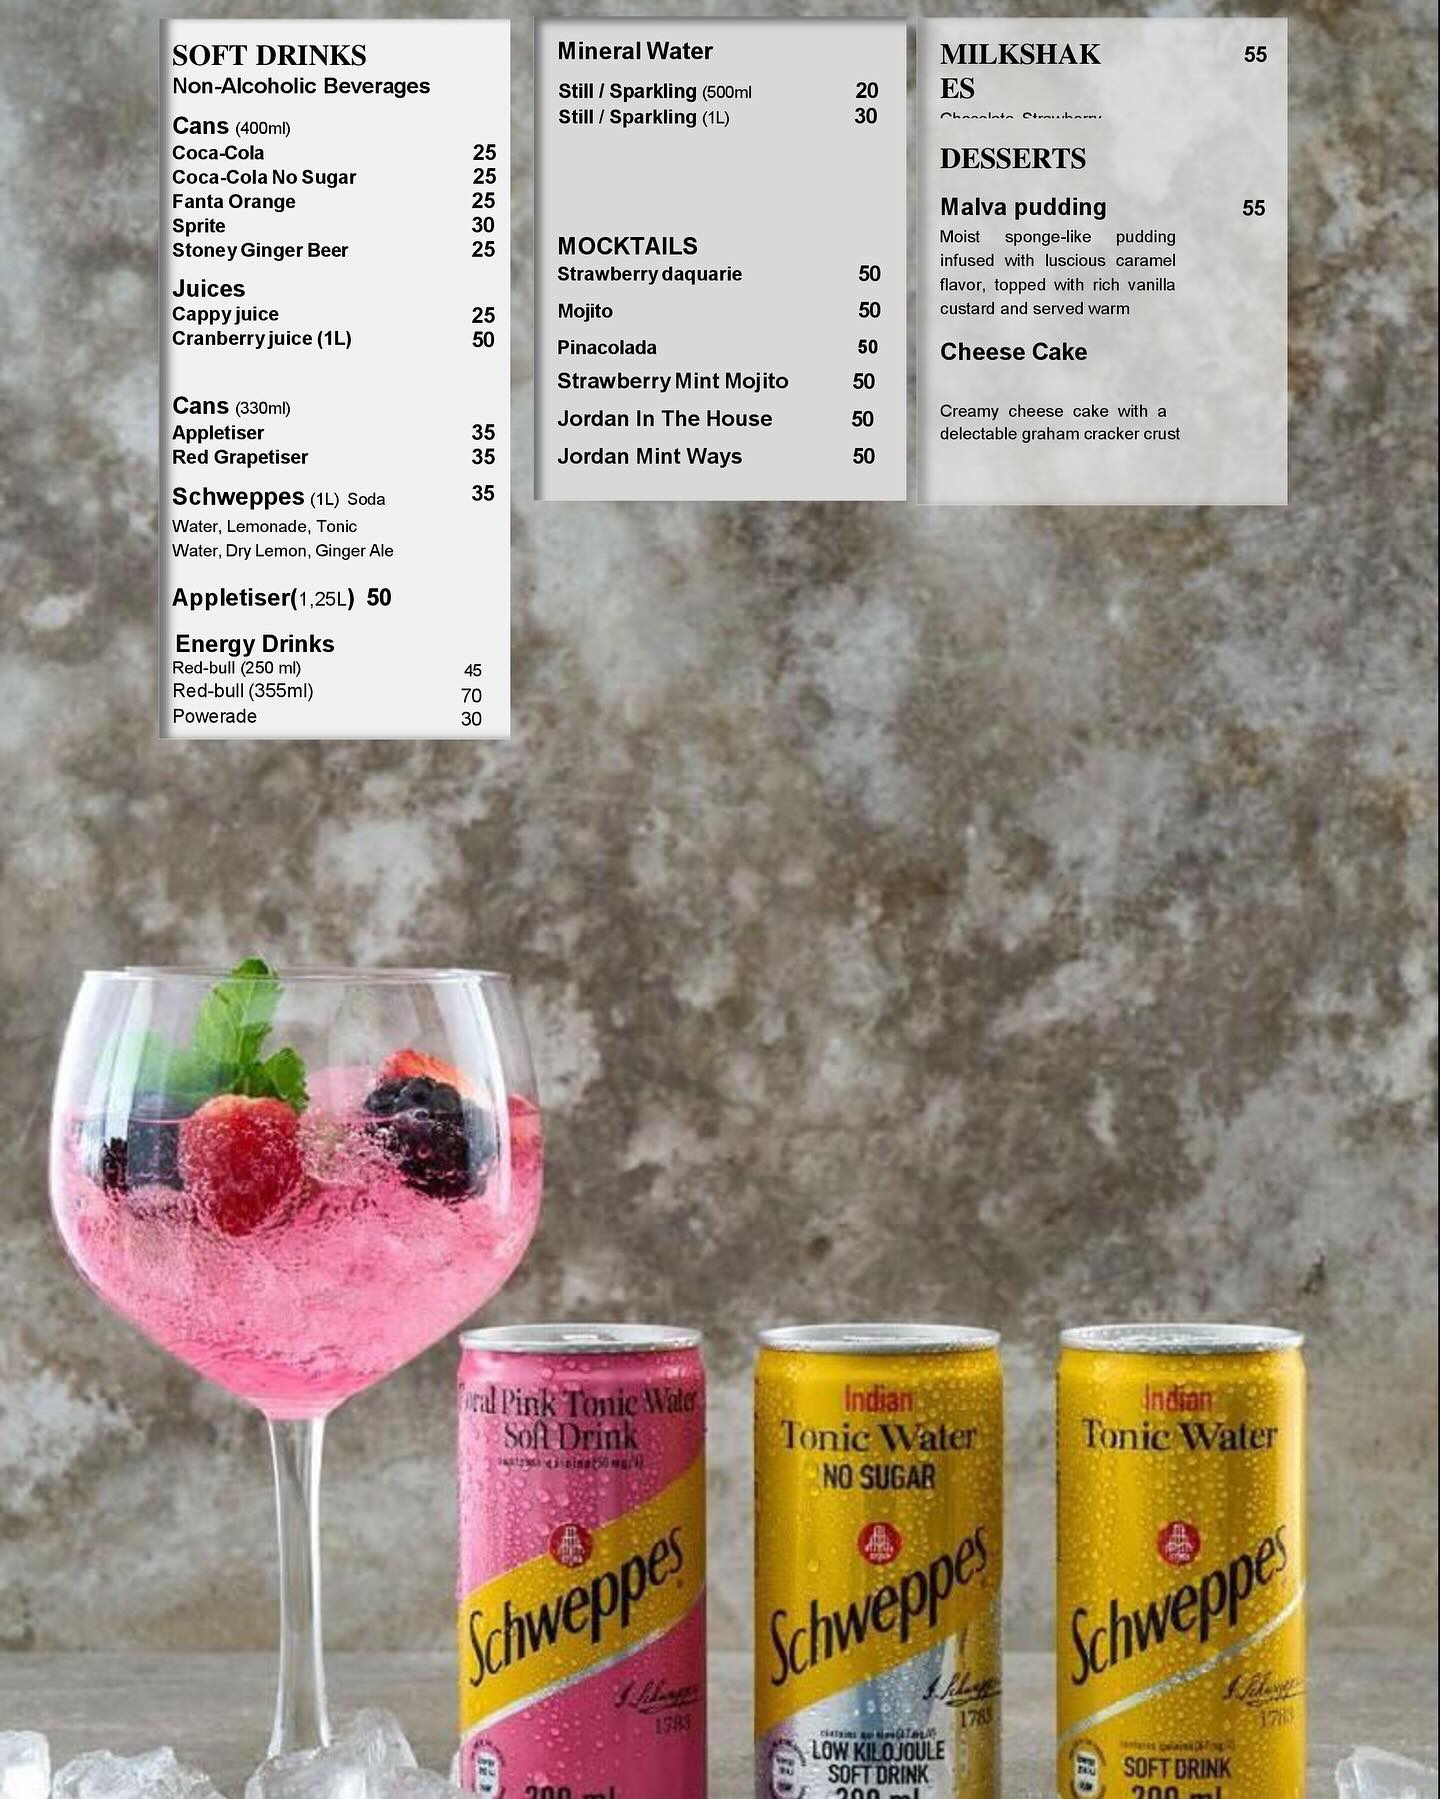 SOFT DRINKS
Non-Alcoholic Beverages
Cans (400ml)
Coca-Cola 25
Coca-Cola No Sugar 25
Fanta Orange 25
Sprite 30
Stoney Ginger Beer 25
Juices
Cappy juice 25
Cranberry juice (1L) 50
Cans (330ml)
Appletiser 35
Red Grapetiser 35
Schweppes (1L) Soda 35
Water, Lemonade, Tonic
Water, Dry Lemon, Ginger Ale
Appletiser(1,25L) 50
Energy Drinks
Red-bull (250 ml) 45
Red-bull (355ml) 70
Powerade 30
Mineral Water
Still / Sparkling (500ml 20
Still / Sparkling (1L) 30
MOCKTAILS
Strawberry daquarie 50
Mojito 50
Pinacolada 50
Strawberry Mint Mojito 50
Jordan In The House 50
Jordan Mint Ways 50
MILKSHAK 55
ES
Chocolate, Strawberry
DESSERTS
Malva pudding 55
Moist sponge-like pudding
infused with luscious caramel
flavor, topped with rich vanilla
custard and served warm
Cheese Cake
Creamy cheese cake with a
delectable graham cracker crust
Pink Tonic Water
Soft Drink
Schweppes
1783
Indian
Tonic Water
NO SUGAR
Schweppes
1783
LOW KILOJOULE
SOFT DRINK
Indian
Tonic Water
Schweppes
1783
SOFT DRINK